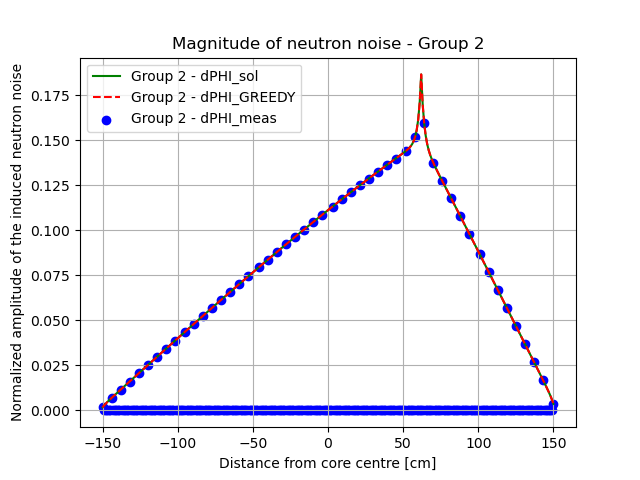 Magnitude of neutron noise - Group 2
Group 2 - dPHI_sol
Group 2 - dPHI_GREEDY
Group 2 - dPHI_meas
Normalized amplitude of the induced neutron noise
0.175
0.150
0.125
0.100
0.075
0.050
0.025
0.000
−150 −100 −50 0 50 100 150
Distance from core centre [cm]